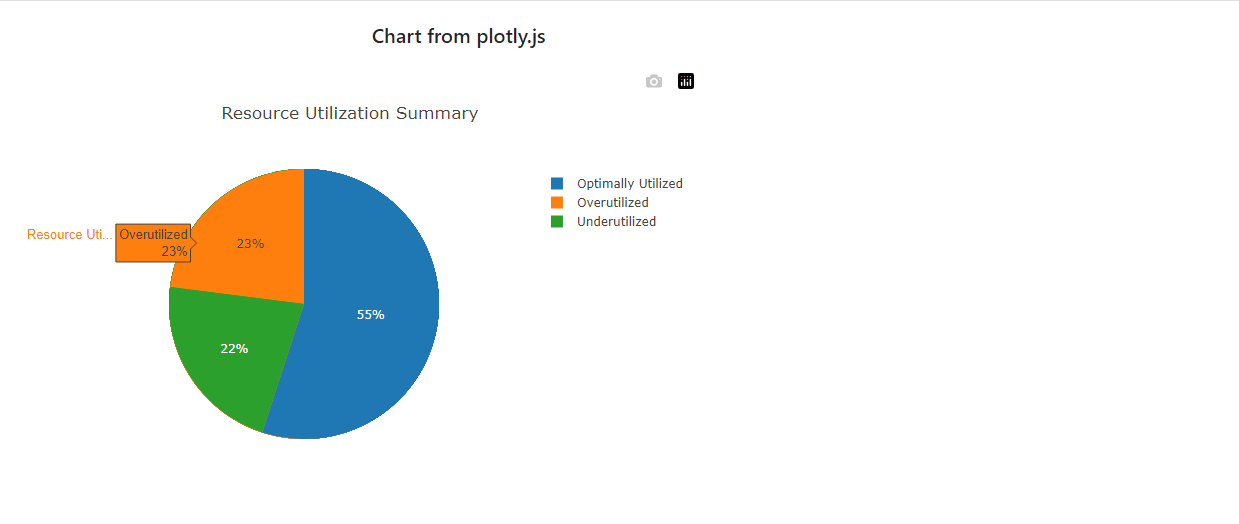 Chart from plotly.js
Resource Utilization Summary
Optimally Utilized
Overutilized
Underutilized
Resource Uti...
Overutilized
23%
23%
55%
22%